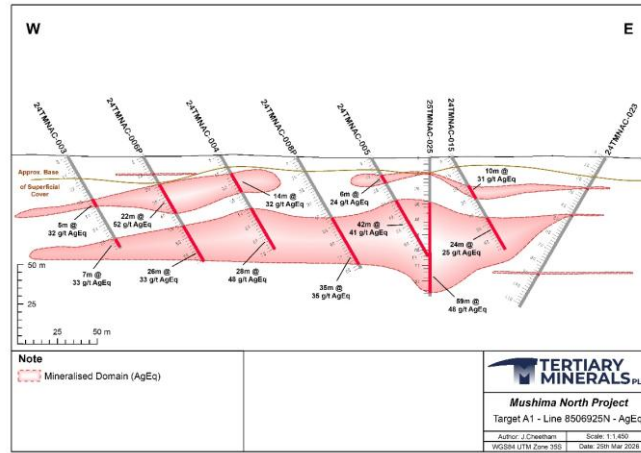 W
E
24TMNAC-003
24TMNAC-006P
24TMNAC-004
24TMNAC-008P
24TMNAC-005
25TMNAC-025
24TMNAC-015
24TMNAC-023
Approx. Base
of Superficial
Cover
5m @
32 g/t AgEq
22m @
52 g/t AgEq
14m @
32 g/t AgEq
6m @
24 g/t AgEq
10m @
31 g/t AgEq
42m @
41 g/t AgEq
24m @
25 g/t AgEq
7m @
33 g/t AgEq
26m @
33 g/t AgEq
28m @
48 g/t AgEq
35m @
35 g/t AgEq
89m @
46 g/t AgEq
50 m
25
25
50 m
Note
Mineralised Domain (AgEq)
TERTIARY
MINERALS PL
Mushima North Project
Target A1 - Line 8506925N - AgEq
Author: J.Cheetham
Scale: 1:1,450
WGS84 UTM Zone 35S
Date: 25th Mar 2026